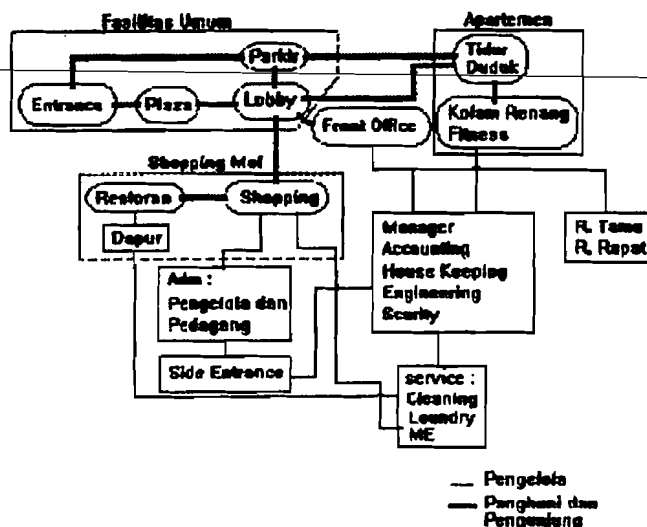 Fasilitas Umum
Apartemen
Parkir
Tidur
Duduk
Entrance
Plaza
Lobby
Front Office
Kolam Renang
Fitness
Shopping Mol
Restoran
Shopping
Dapur
Manager
Accounting
House Keeping
Engineering
Scurity
R. Tamu
R. Rapat
Adm :
Pengelola dan
Pedagang
Side Entrance
service :
Cleaning
Loundry
ME
Pengelola
Penghuni dan
Pengunjung